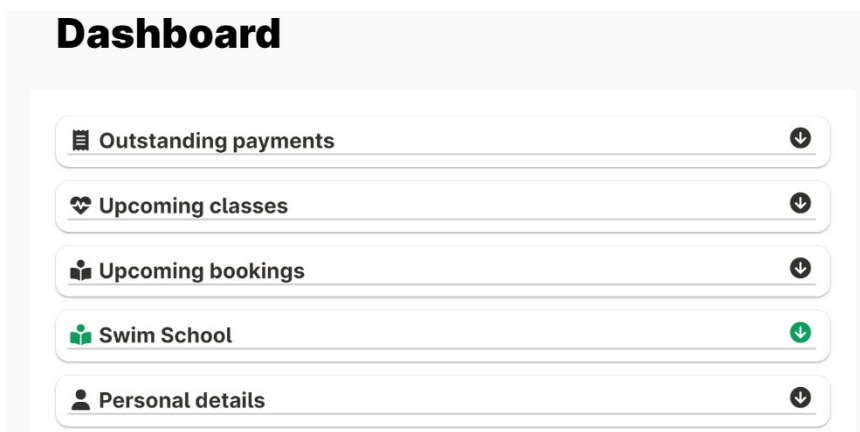 Dashboard
Outstanding payments
Upcoming classes
Upcoming bookings
Swim School
Personal details